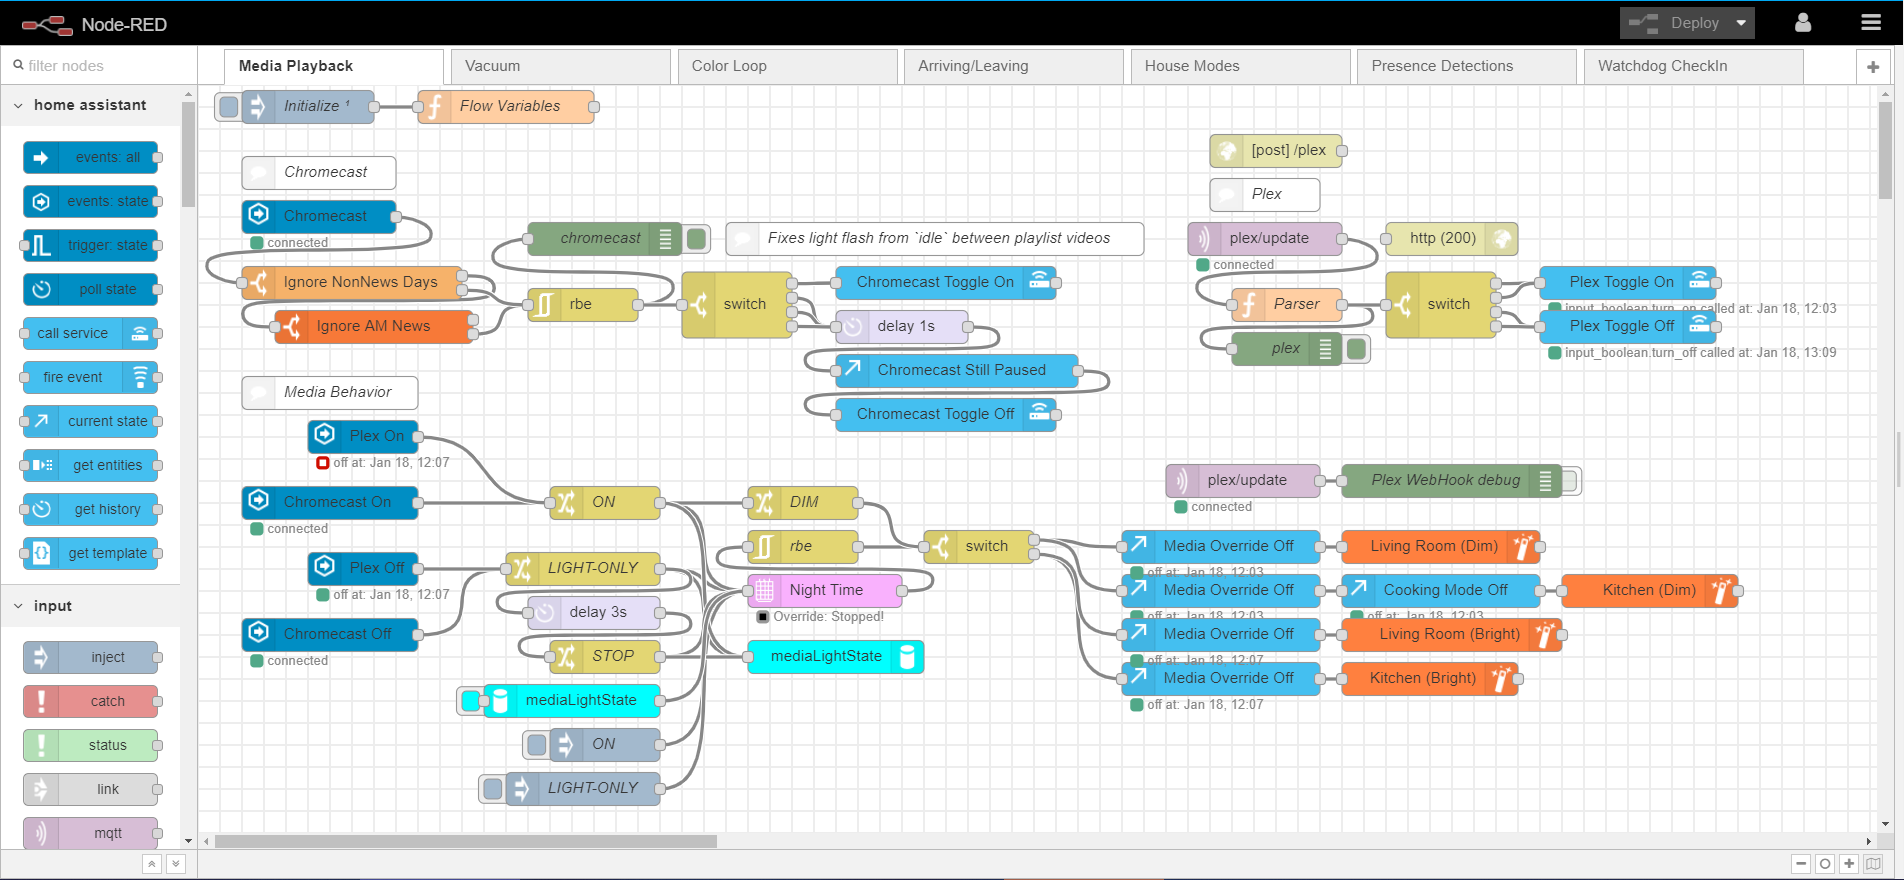 Node-RED
Deploy
filter nodes
Media Playback
Vacuum
Color Loop
Arriving/Leaving
House Modes
Presence Detections
Watchdog CheckIn
home assistant
events: all
events: state
trigger: state
poll state
call service
fire event
current state
get entities
get history
get template
input
inject
catch
status
link
mqtt
Initialize ¹
Flow Variables
Chromecast
Chromecast
connected
Ignore NonNews Days
Ignore AM News
chromecast
rbe
switch
Fixes light flash from `idle` between playlist videos
Chromecast Toggle On
delay 1s
Chromecast Still Paused
Chromecast Toggle Off
[post] /plex
Plex
plex/update
connected
http (200)
Parser
plex
switch
Plex Toggle On
input_boolean.turn_on called at: Jan 18, 12:03
Plex Toggle Off
input_boolean.turn_off called at: Jan 18, 13:09
Media Behavior
Plex On
off at: Jan 18, 12:07
Chromecast On
connected
Plex Off
off at: Jan 18, 12:07
Chromecast Off
connected
ON
LIGHT-ONLY
delay 3s
STOP
mediaLightState
ON
LIGHT-ONLY
DIM
rbe
Night Time
Override: Stopped!
mediaLightState
switch
plex/update
connected
Plex WebHook debug
Media Override Off
off at: Jan 18, 12:03
Living Room (Dim)
Media Override Off
off at: Jan 18, 12:03
Cooking Mode Off
off at: Jan 18, 12:03
Kitchen (Dim)
Media Override Off
off at: Jan 18, 12:07
Living Room (Bright)
Media Override Off
off at: Jan 18, 12:07
Kitchen (Bright)